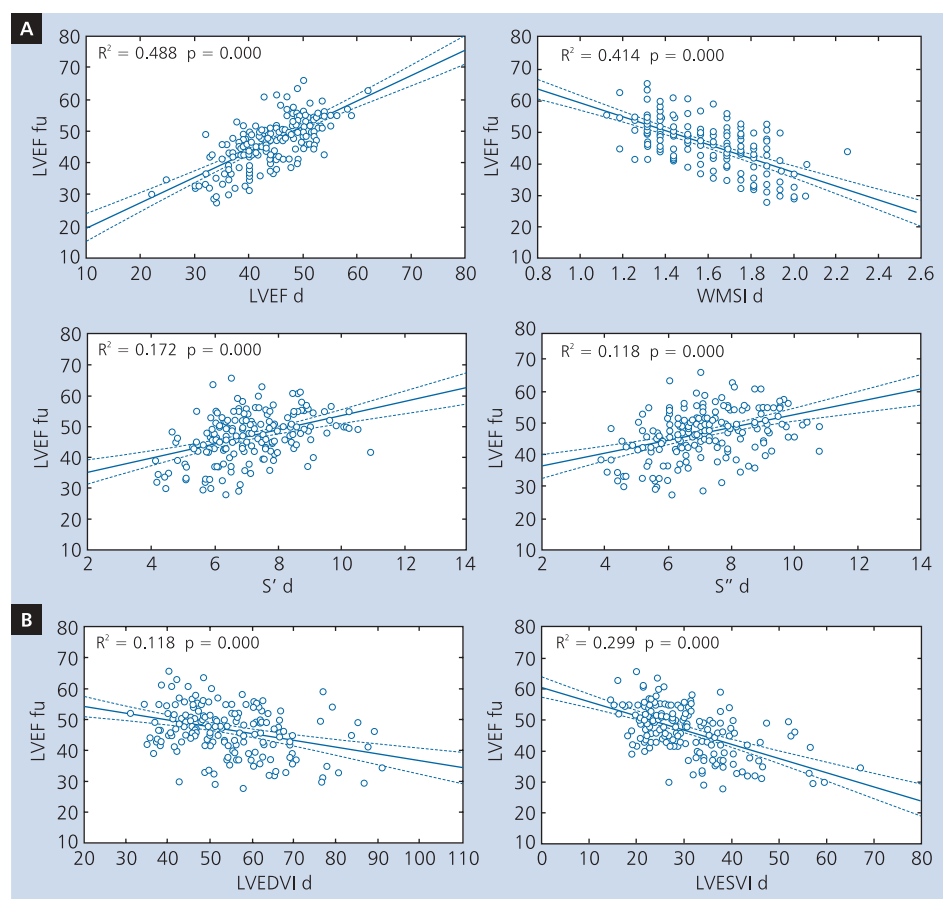 A
R² = 0.488 p = 0.000
80
70
60
50
40
30
20
10
LVEF fu
10 20 30 40 50 60 70 80
LVEF d
R² = 0.414 p = 0.000
80
70
60
50
40
30
20
10
LVEF fu
0.8 1.0 1.2 1.4 1.6 1.8 2.0 2.2 2.4 2.6
WMSI d
R² = 0.172 p = 0.000
80
70
60
50
40
30
20
10
LVEF fu
2 4 6 8 10 12 14
S′ d
R² = 0.118 p = 0.000
80
70
60
50
40
30
20
10
LVEF fu
2 4 6 8 10 12 14
S″ d
B
R² = 0.118 p = 0.000
80
70
60
50
40
30
20
10
LVEF fu
20 30 40 50 60 70 80 90 100 110
LVEDVI d
R² = 0.299 p = 0.000
80
70
60
50
40
30
20
10
LVEF fu
0 10 20 30 40 50 60 70 80
LVESVI d